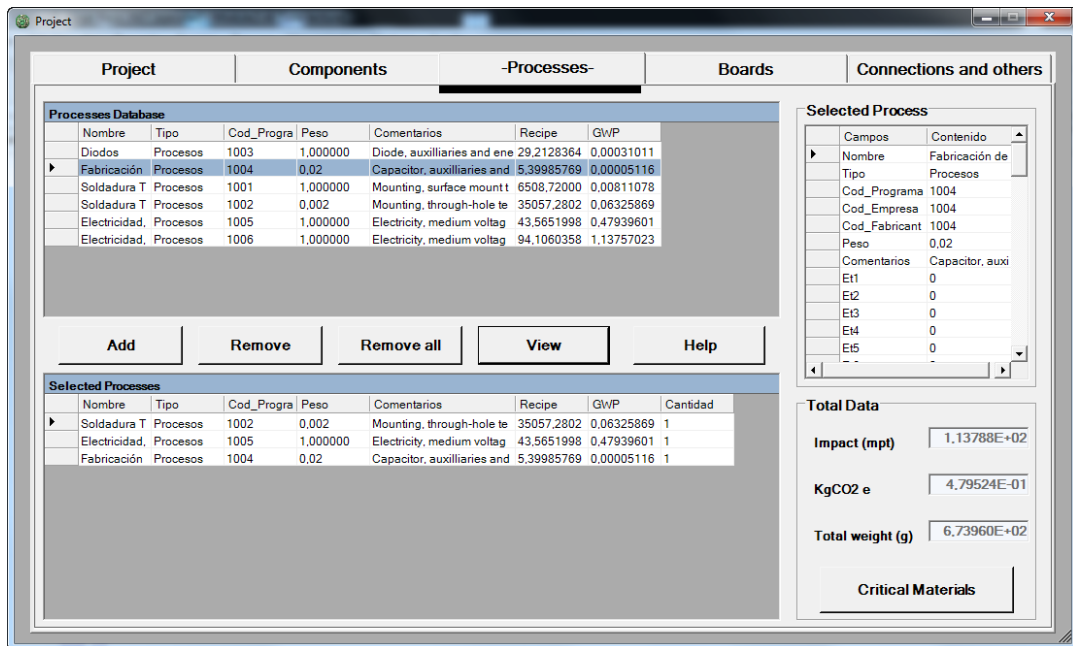 Project
Project Components -Processes- Boards Connections and others
Processes Database
Nombre Tipo Cod_Progra Peso Comentarios Recipe GWP
Diodos Procesos 1003 1,000000 Diode, auxilliaries and ene 29,2128364 0,00031011
Fabricación Procesos 1004 0,02 Capacitor, auxilliaries and 5,39985769 0,00005116
Soldadura T Procesos 1001 1,000000 Mounting, surface mount t 6508,72000 0,00811078
Soldadura T Procesos 1002 0,002 Mounting, through-hole te 35057,2802 0,06325869
Electricidad, Procesos 1005 1,000000 Electricity, medium voltag 43,5651998 0,47939601
Electricidad, Procesos 1006 1,000000 Electricity, medium voltag 94,1060358 1,13757023
Add Remove Remove all View Help
Selected Processes
Nombre Tipo Cod_Progra Peso Comentarios Recipe GWP Cantidad
Soldadura T Procesos 1002 0,002 Mounting, through-hole te 35057,2802 0,06325869 1
Electricidad, Procesos 1005 1,000000 Electricity, medium voltag 43,5651998 0,47939601 1
Fabricación Procesos 1004 0,02 Capacitor, auxilliaries and 5,39985769 0,00005116 1
Selected Process
Campos Contenido
Nombre Fabricación de
Tipo Procesos
Cod_Programa 1004
Cod_Empresa 1004
Cod_Fabricant 1004
Peso 0,02
Comentarios Capacitor, auxi
Et1 0
Et2 0
Et3 0
Et4 0
Et5 0
Total Data
Impact (mpt) 1,13788E+02
KgCO2 e 4,79524E-01
Total weight (g) 6,73960E+02
Critical Materials